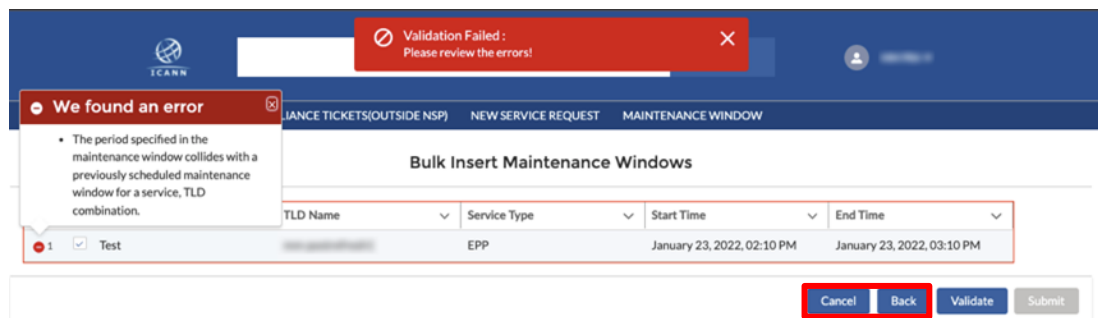 Validation Failed :
Please review the errors!
ICANN
We found an error
LIANCE TICKETS(OUTSIDE NSP) NEW SERVICE REQUEST MAINTENANCE WINDOW
• The period specified in the
maintenance window collides with a
previously scheduled maintenance
window for a service, TLD
combination.
Bulk Insert Maintenance Windows
TLD Name Service Type Start Time End Time
1 Test EPP January 23, 2022, 02:10 PM January 23, 2022, 03:10 PM
Cancel Back Validate Submit